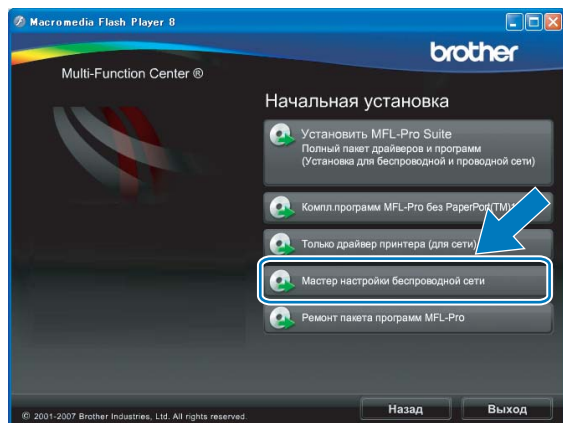 Macromedia Flash Player 8
brother
Multi-Function Center ®
Начальная установка
Установить MFL-Pro Suite
Полный пакет драйверов и программ
(Установка для беспроводной и проводной сети)
Компл.программ MFL-Pro без PaperPort(TM)
Только драйвер принтера (для сети)
Мастер настройки беспроводной сети
Ремонт пакета программ MFL-Pro
© 2001-2007 Brother Industries, Ltd. All rights reserved.
Назад
Выход